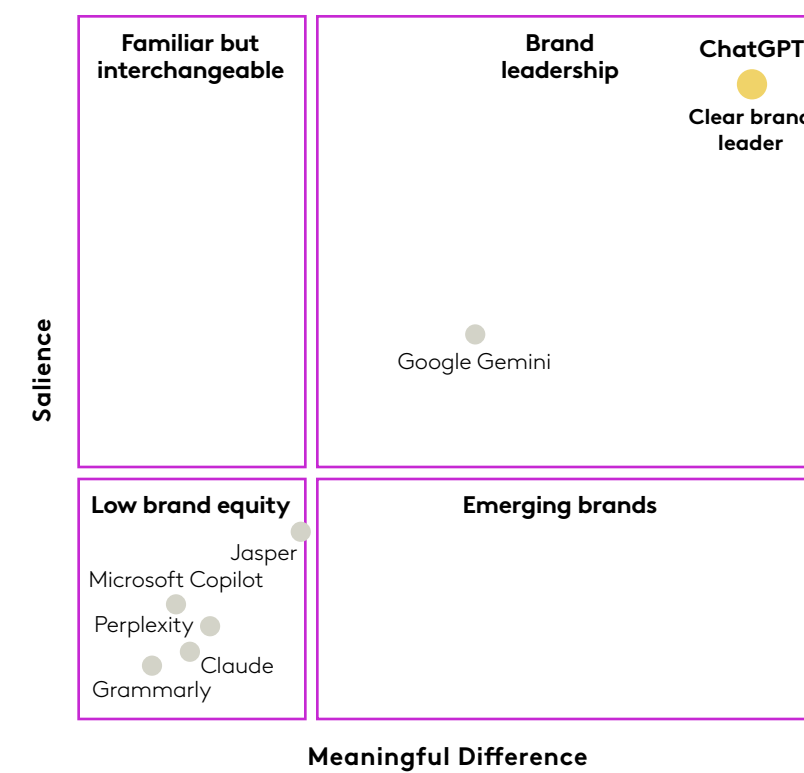 Familiar but
interchangeable
Brand
leadership
ChatGPT
Clear brand
leader
Salience
Google Gemini
Low brand equity
Emerging brands
Jasper
Microsoft Copilot
Perplexity
Claude
Grammarly
Meaningful Difference